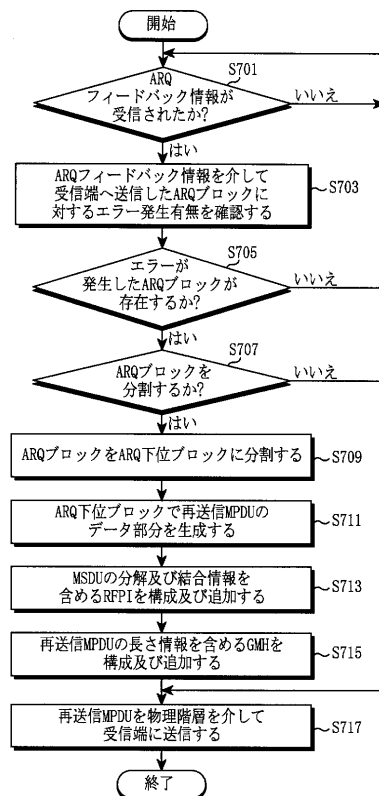 開始
S701
ARQ
フィードバック情報が
受信されたか?
いいえ
はい
ARQフィードバック情報を介して
受信端へ送信したARQブロックに
対するエラー発生有無を確認する
S703
S705
エラーが
発生したARQブロックが
存在するか?
いいえ
はい
S707
ARQブロックを
分割するか?
いいえ
はい
ARQブロックをARQ下位ブロックに分割する
S709
ARQ下位ブロックで再送信MPDUの
データ部分を生成する
S711
MSDUの分解及び結合情報を
含めるRFPIを構成及び追加する
S713
再送信MPDUの長さ情報を含めるGMHを
構成及び追加する
S715
再送信MPDUを物理階層を介して
受信端に送信する
S717
終了